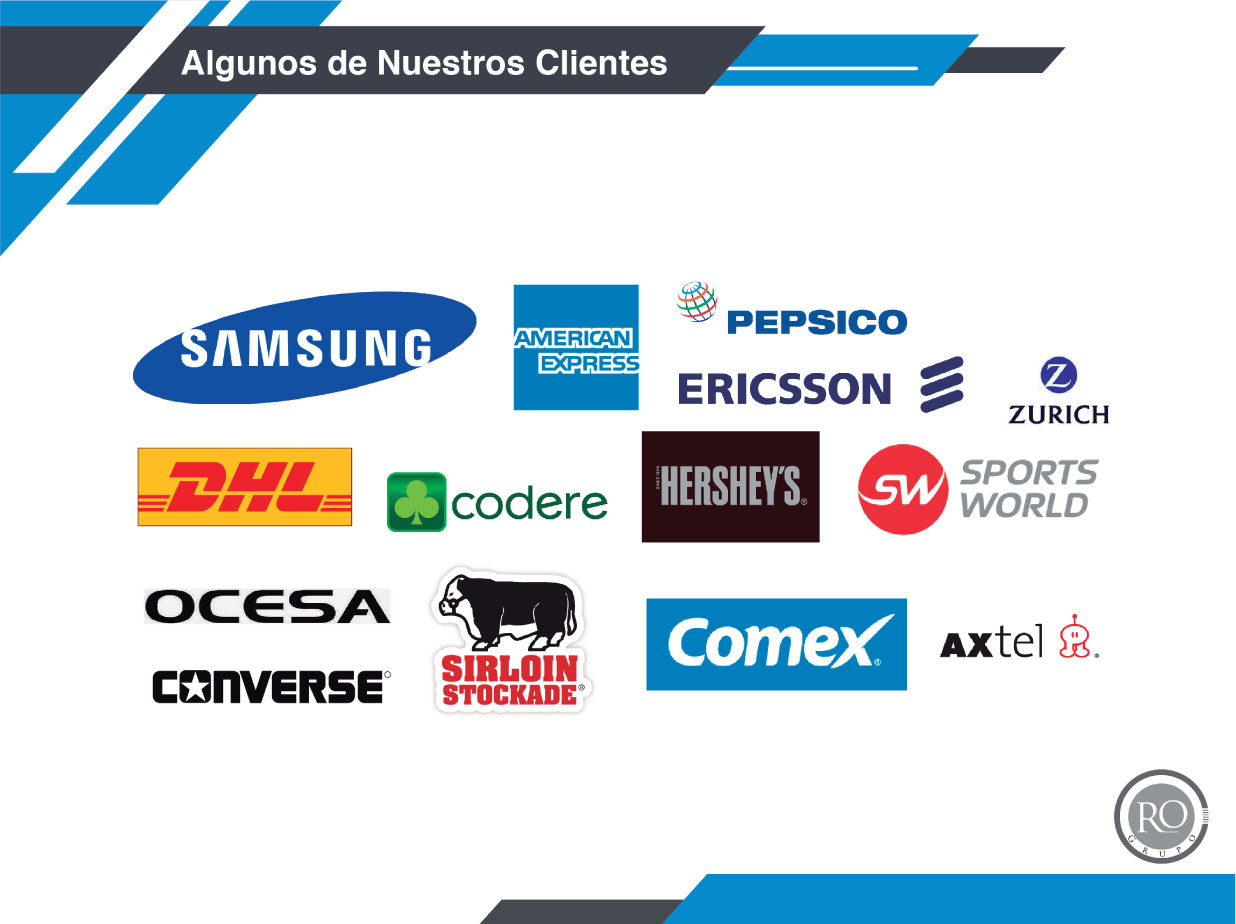 Algunos de Nuestros Clientes
SAMSUNG
AMERICAN
EXPRESS
PEPSICO
ERICSSON
Z
ZURICH
DHL
codere
HERSHEY'S®
SW
SPORTS
WORLD
OCESA
CONVERSE
SIRLOIN
STOCKADE®
Comex®
AXtel®
RO
GRUPO